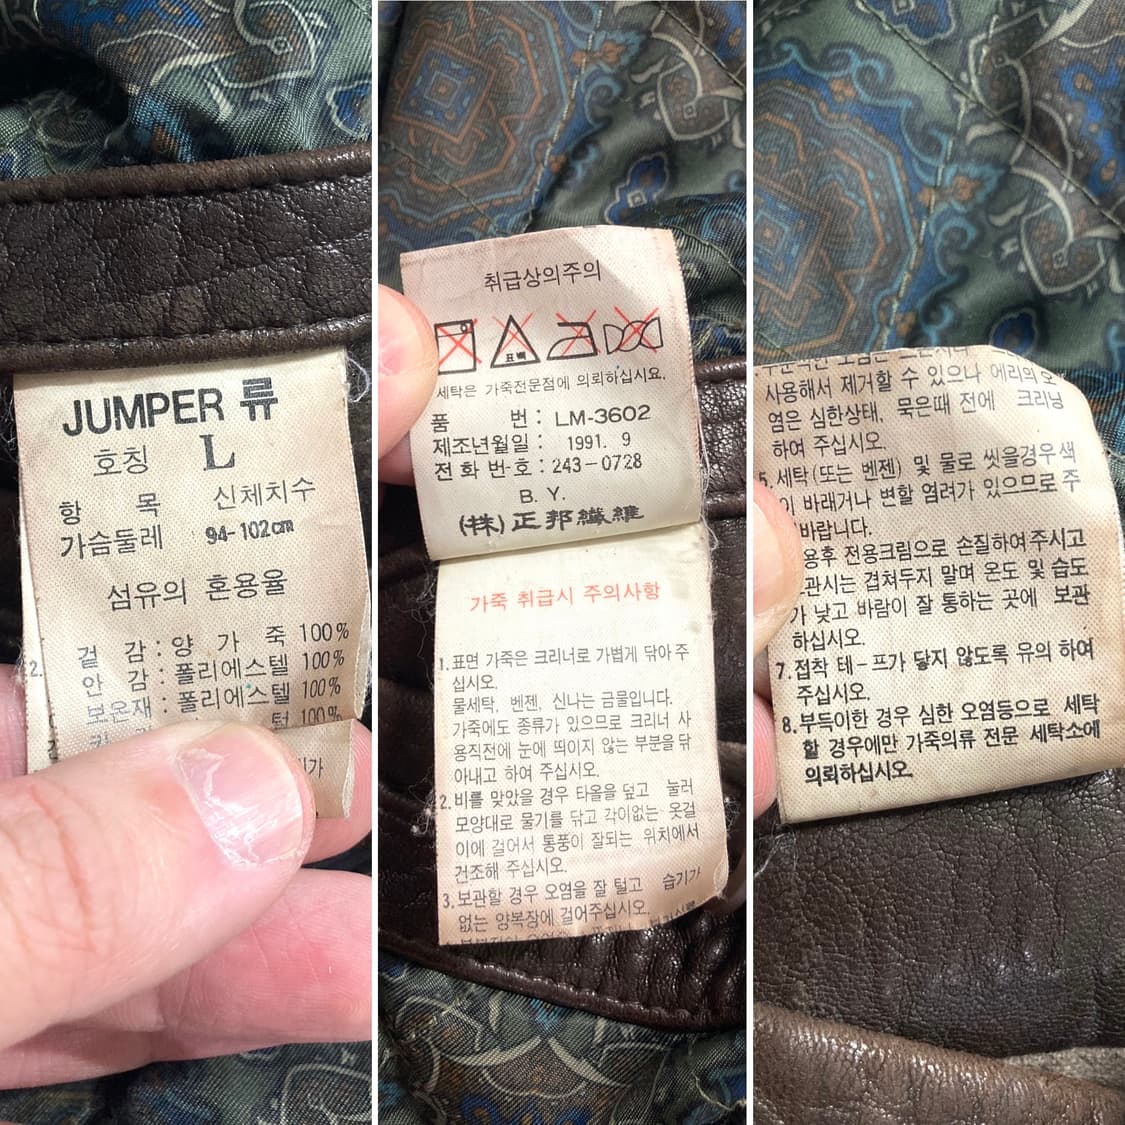 JUMPER 류
호칭 L
항 목 신체치수
가슴둘레 94-102cm
섬유의 혼용율
겉 감 : 양 가 죽 100%
안 감 : 폴리에스텔 100%
보온재 : 폴리에스텔 100%
턴 100%
2.
취급상의주의
표백
세탁은 가죽전문점에 의뢰하십시요.
품 번 : LM-3602
제조년월일 : 1991. 9
전화번호 : 243-0728
B. Y.
(株) 正邦纖維
가죽 취급시 주의사항
1. 표면 가죽은 크리너로 가볍게 닦아 주
십시오.
물세탁, 벤젠, 신나는 금물입니다.
가죽에도 종류가 있으므로 크리너 사
용직전에 눈에 띄이지 않는 부분을 닦
아내고 하여 주십시오.
2. 비를 맞았을 경우 타올을 덮고 눌러
모양대로 물기를 닦고 각이없는 옷걸
이에 걸어서 통풍이 잘되는 위치에서
건조해 주십시오.
3. 보관할 경우 오염을 잘 털고 습기가
없는 양복장에 걸어주십시오.
사용해서 제거할 수 있으나 에리의 오
염은 심한상태, 묵은때 전에 크리닝
하여 주십시오.
5. 세탁(또는 벤젠) 및 물로 씻을경우 색
이 바래거나 변할 염려가 있으므로 주
바랍니다.
용후 전용크림으로 손질하여 주시고
관시는 겹쳐두지 말며 온도 및 습도
가 낮고 바람이 잘 통하는 곳에 보관
하십시오.
7. 접착 테-프가 닿지 않도록 유의 하여
주십시오.
8. 부득이한 경우 심한 오염등으로 세탁
할 경우에만 가죽의류 전문 세탁소에
의뢰하십시오.